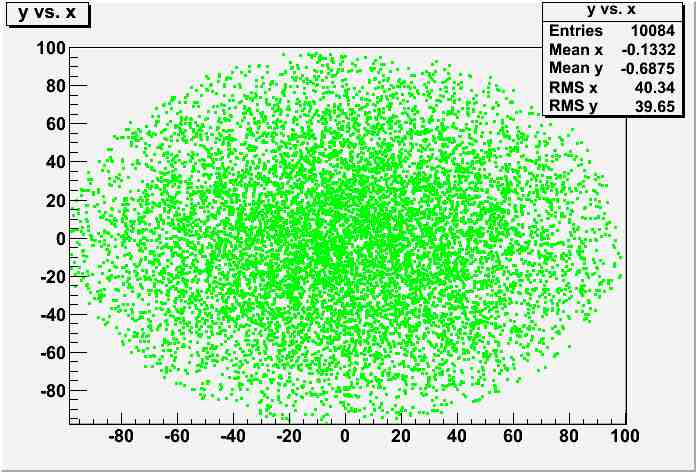 y vs. x
y vs. x
Entries 10084
Mean x -0.1332
Mean y -0.6875
RMS x 40.34
RMS y 39.65
100
80
60
40
20
0
-20
-40
-60
-80
-80 -60 -40 -20 0 20 40 60 80 100